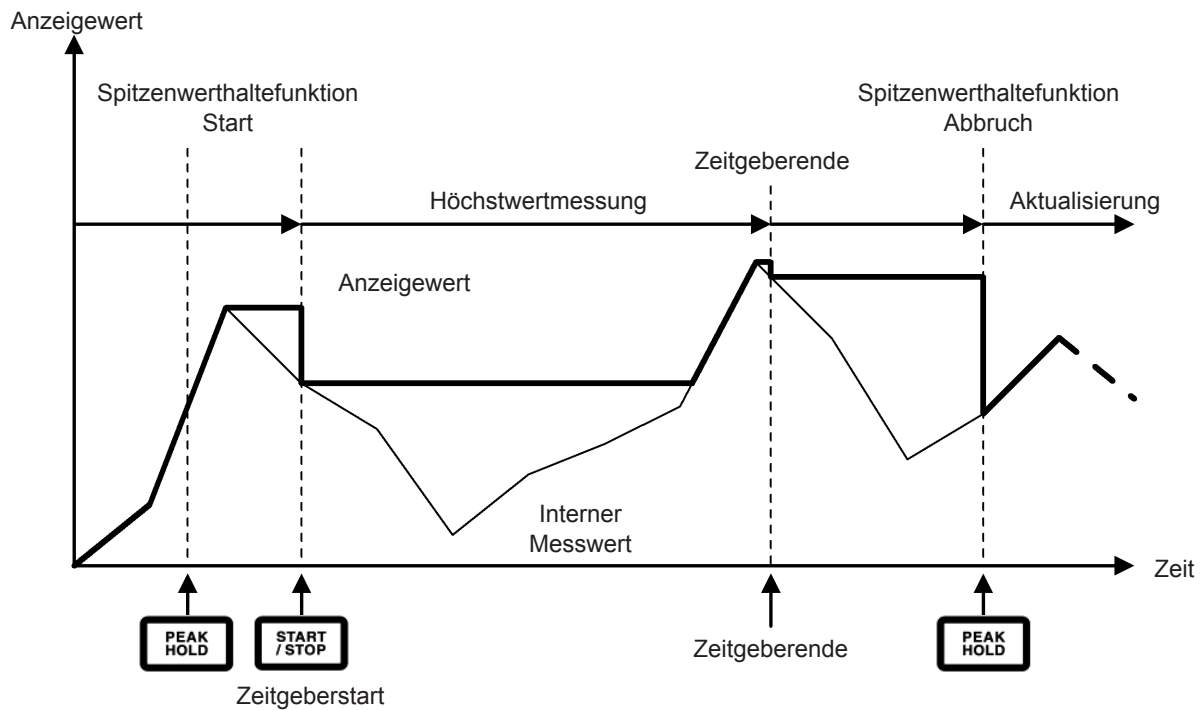 Anzeigewert
Spitzenwerthaltefunktion
Start
Spitzenwerthaltefunktion
Abbruch
Zeitgeberende
Höchstwertmessung
Aktualisierung
Anzeigewert
Interner
Messwert
Zeit
PEAK
HOLD
START
/ STOP
Zeitgeberstart
Zeitgeberende
PEAK
HOLD